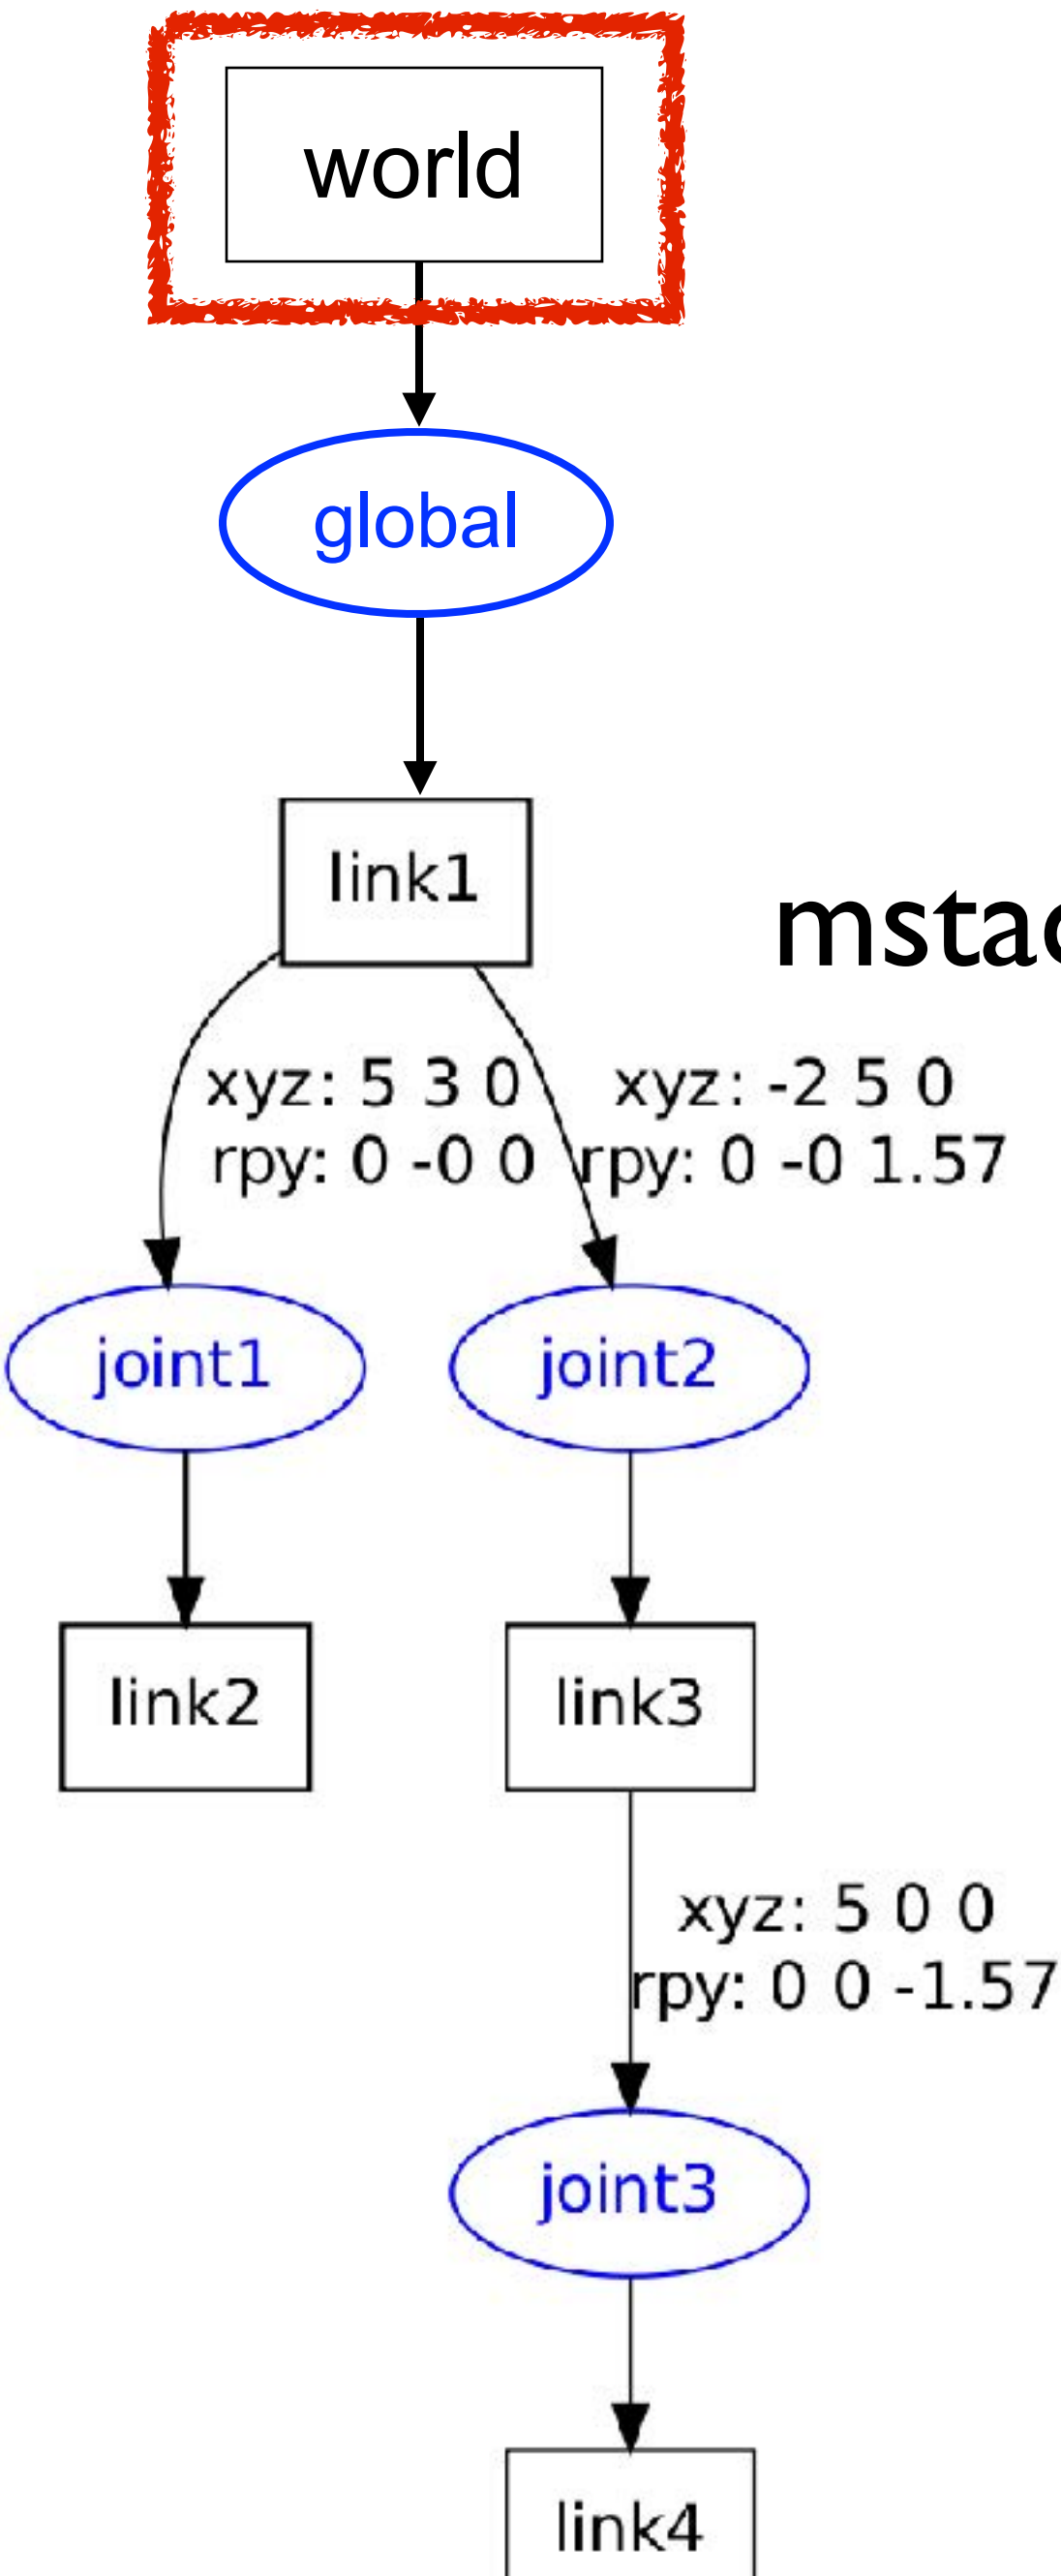 world
global
link1
mstac
xyz: 5 3 0
rpy: 0 -0 0
xyz: -2 5 0
rpy: 0 -0 1.57
joint1
joint2
link2
link3
xyz: 5 0 0
rpy: 0 0 -1.57
joint3
link4